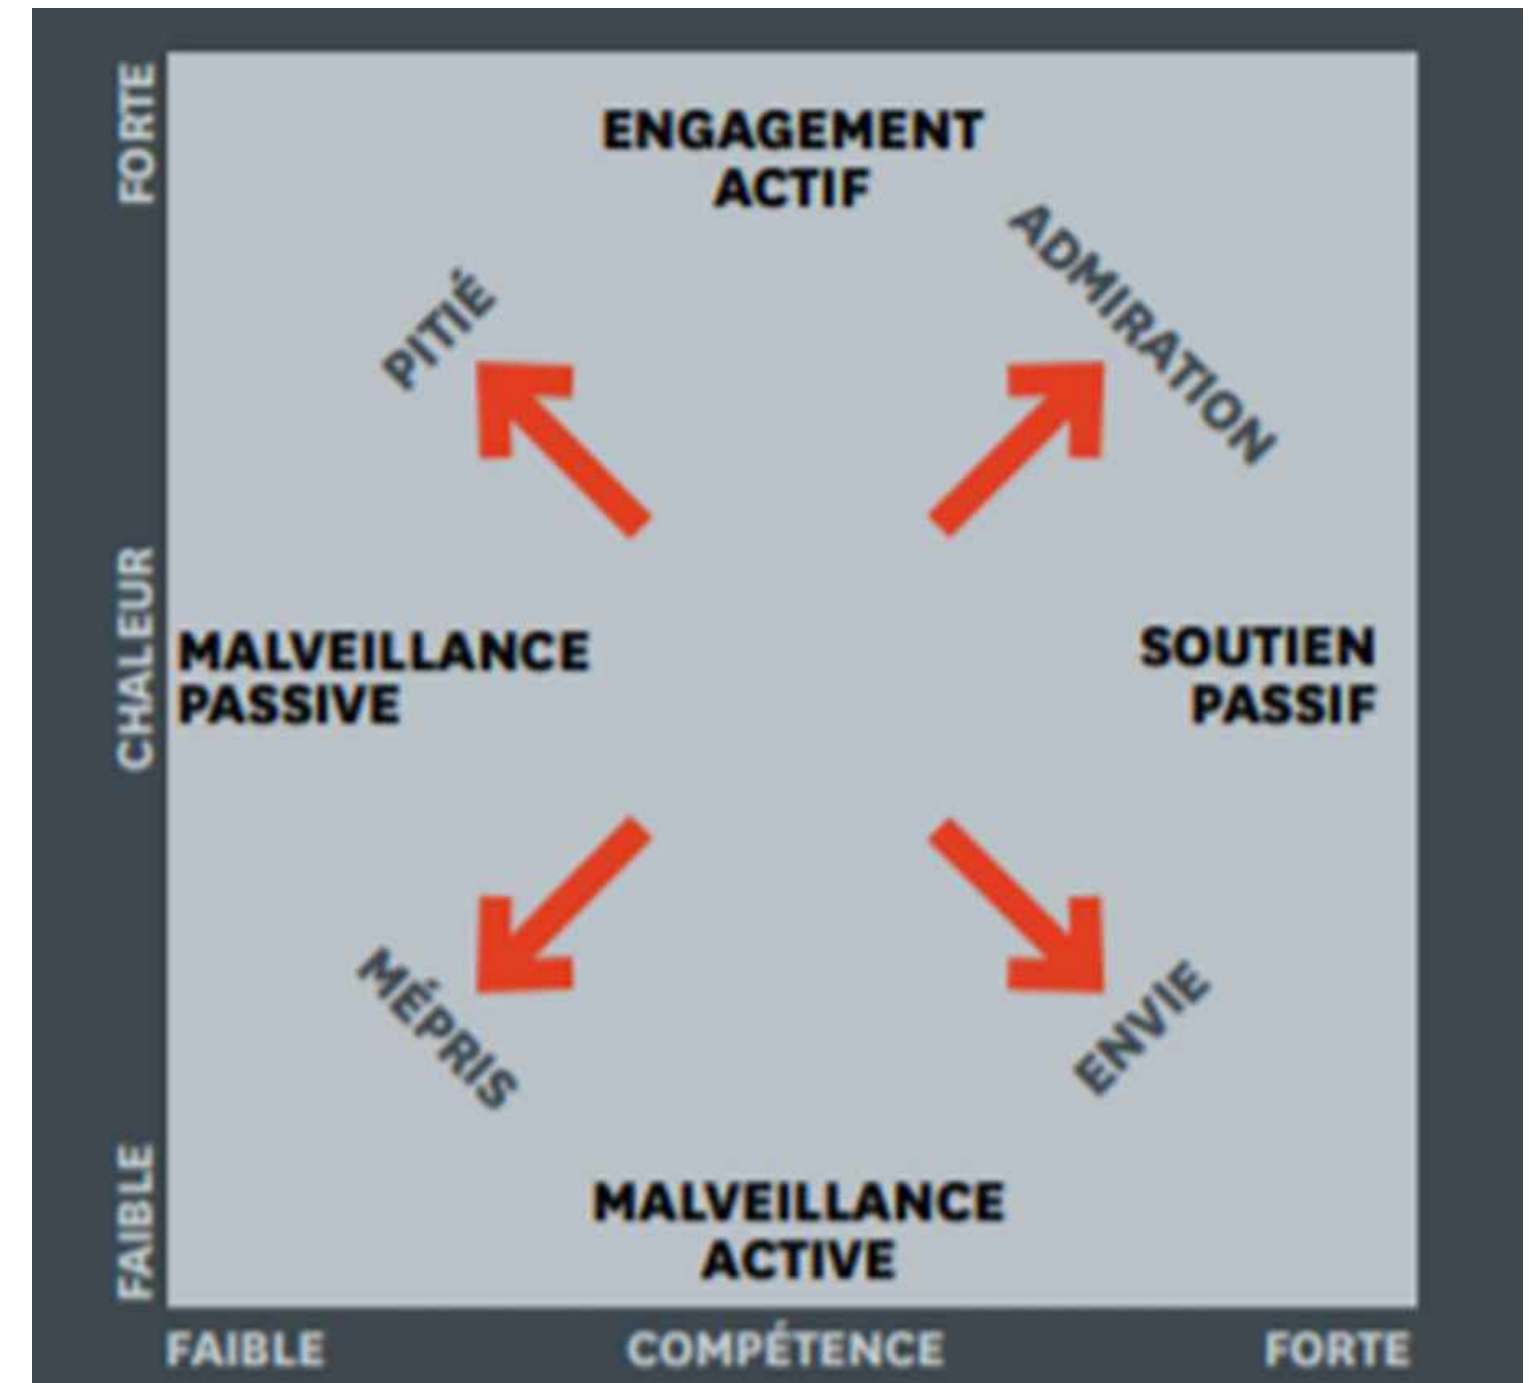 FORTE
ENGAGEMENT
ACTIF
ADMIRATION
PITIÉ
CHALEUR
MALVEILLANCE
PASSIVE
SOUTIEN
PASSIF
MÉPRIS
ENVIE
MALVEILLANCE
ACTIVE
FAIBLE
FAIBLE
COMPÉTENCE
FORTE